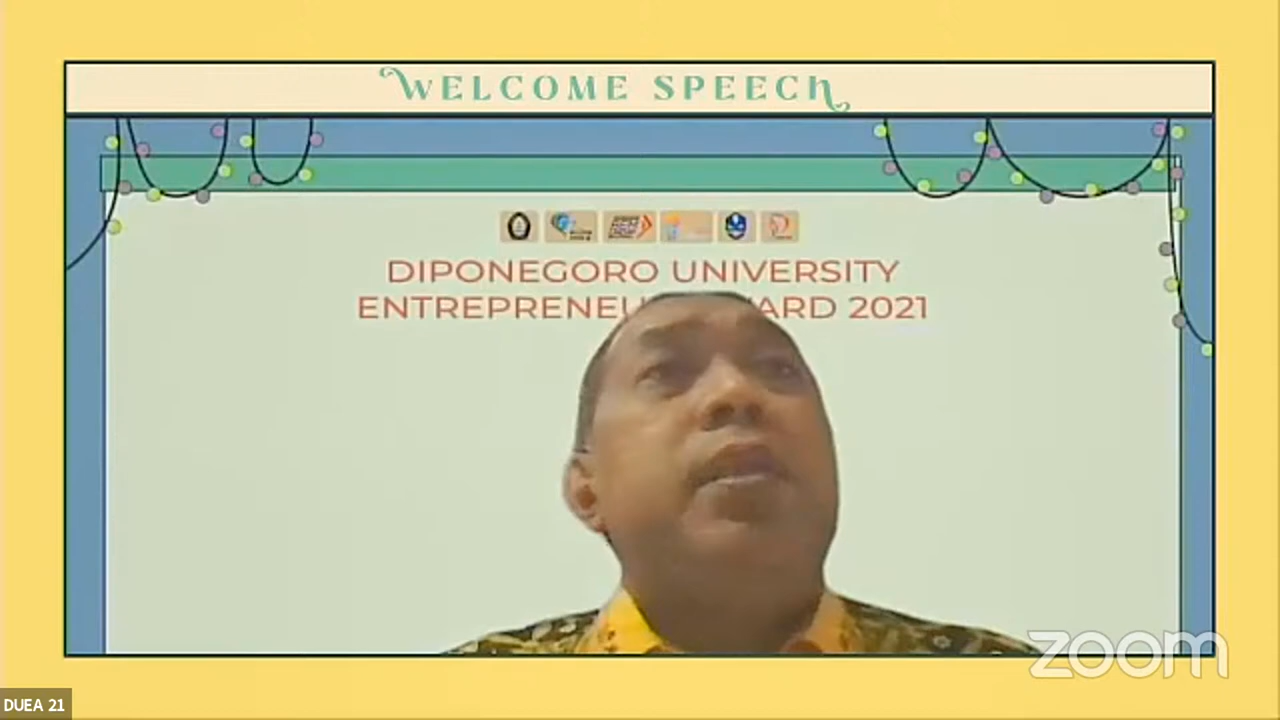 WELCOME SPEECH
DIPONEGORO UNIVERSITY
ENTREPRENEU ARD 2021
zoom
DUEA 21